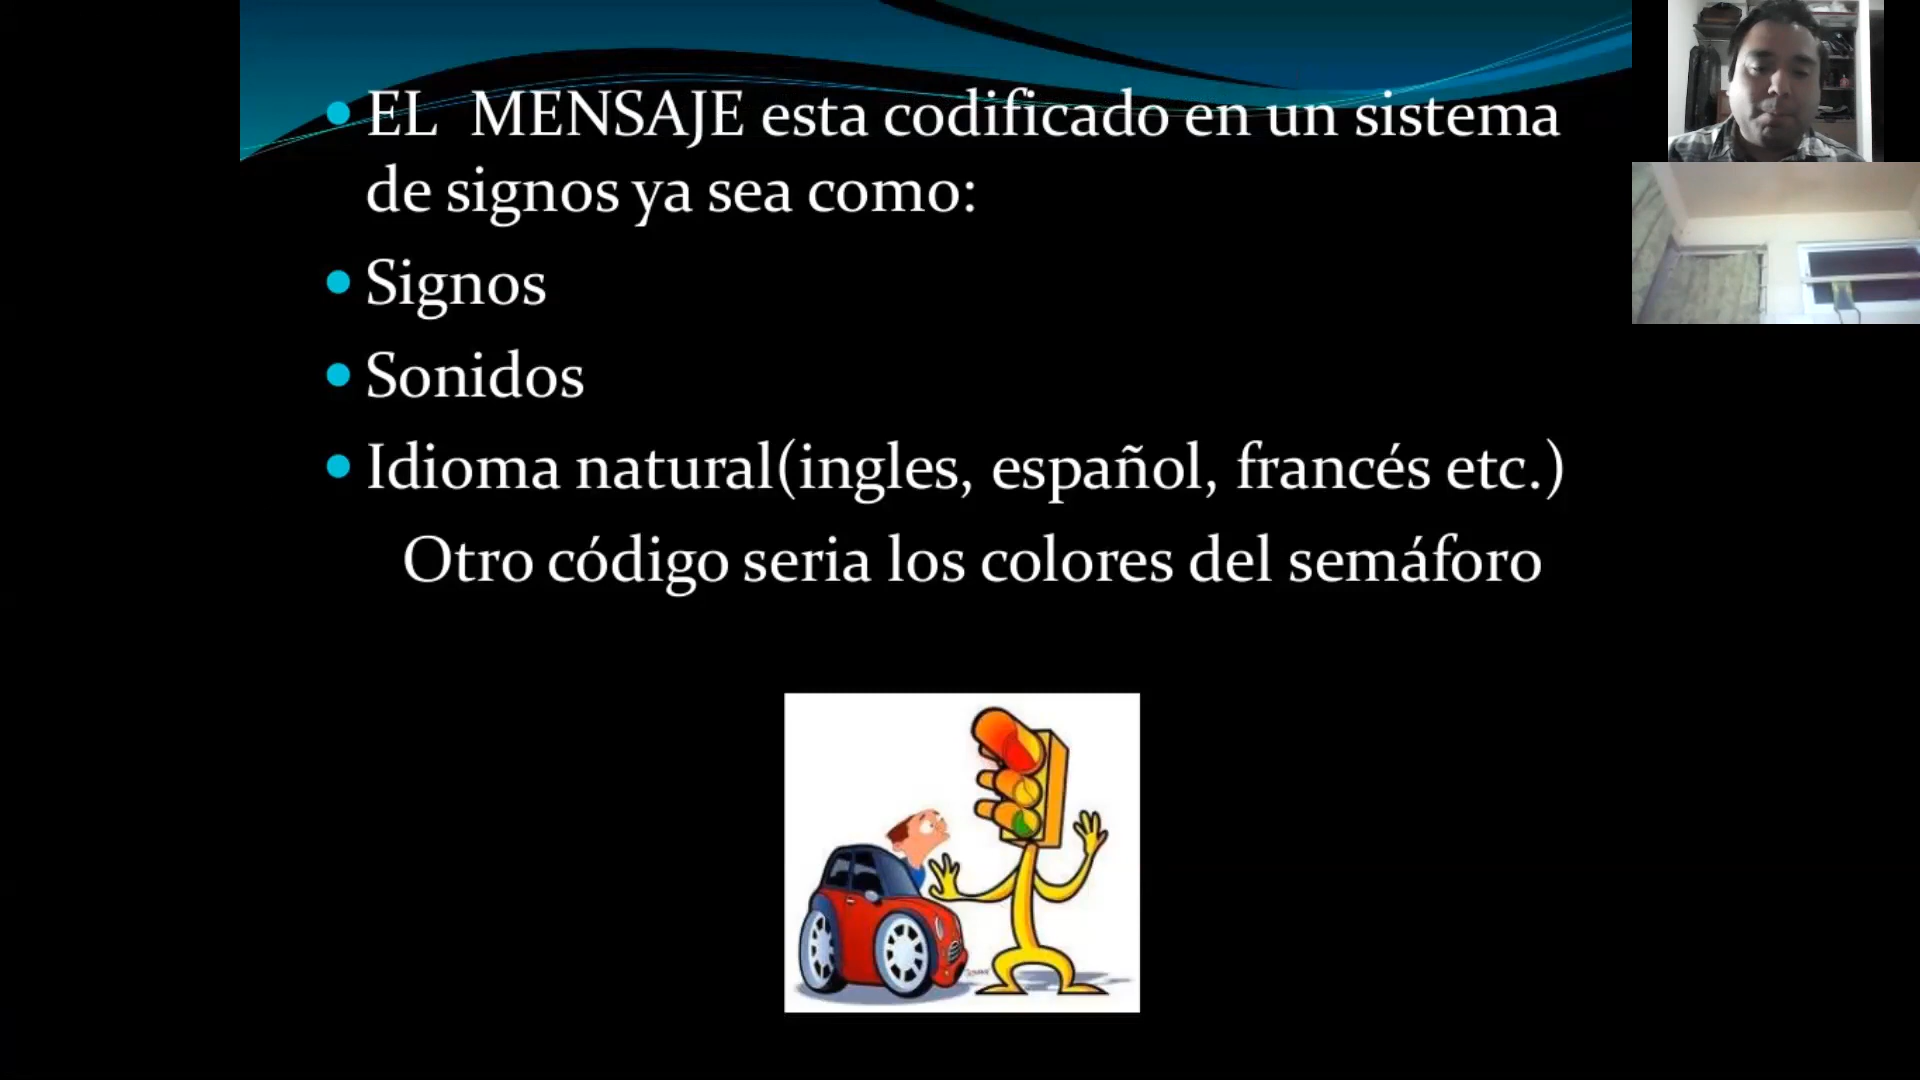 EL MENSAJE esta codificado en un sistema
de signos ya sea como:
Signos
Sonidos
Idioma natural(ingles, español, francés etc.)
Otro código seria los colores del semáforo